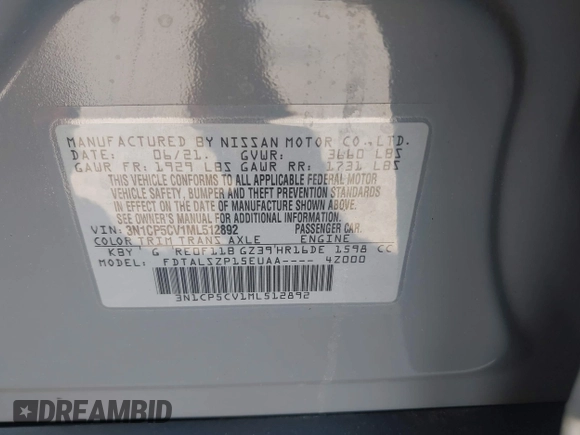 MANUFACTURED BY NISSAN MOTOR CO., LTD.
DATE: 06/21. GVWR: 3660 LBS
GAWR FR: 1929 LBS GAWR RR: 1731 LBS
THIS VEHICLE CONFORMS TO ALL APPLICABLE FEDERAL MOTOR
VEHICLE SAFETY, BUMPER AND THEFT PREVENTION STANDARDS
IN EFFECT ON THE DATE OF MANUFACTURE SHOWN ABOVE.
SEE OWNER'S MANUAL FOR ADDITIONAL INFORMATION.
VIN: 3N1CP5CV1ML512892 PASSENGER CAR.
COLOR TRIM TRANS AXLE ENGINE
KBY G RE0F11B GZ39 HR16DE 1598 CC
MODEL: FDTALSZP15EUAA---- 4Z000
3N1CP5CV1ML512892
DREAMBID